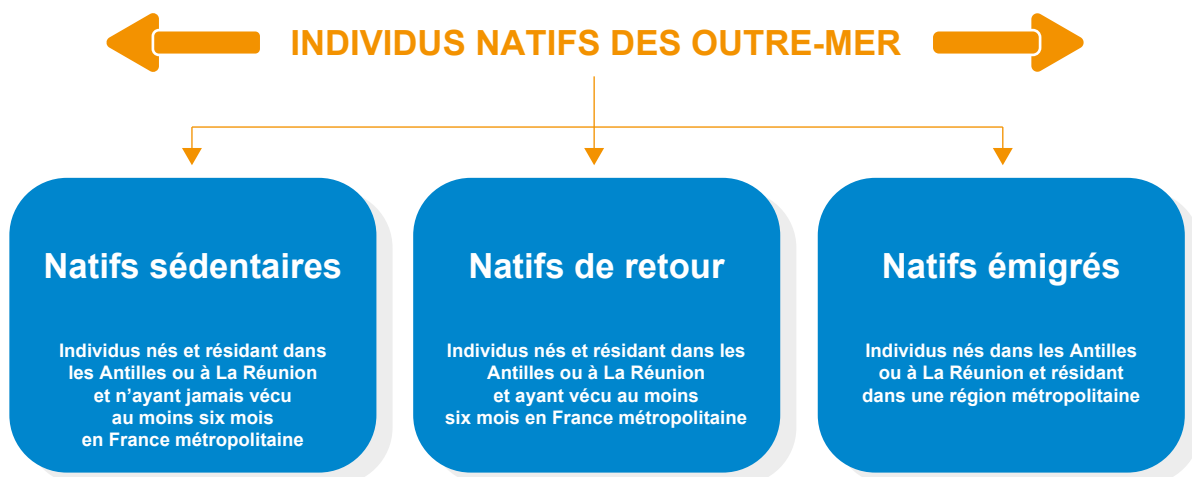 INDIVIDUS NATIFS DES OUTRE-MER
Natifs sédentaires
Individus nés et résidant dans
les Antilles ou à La Réunion
et n’ayant jamais vécu
au moins six mois
en France métropolitaine
Natifs de retour
Individus nés et résidant dans les
Antilles ou à La Réunion
et ayant vécu au moins
six mois en France métropolitaine
Natifs émigrés
Individus nés dans les Antilles
ou à La Réunion et résidant
dans une région métropolitaine